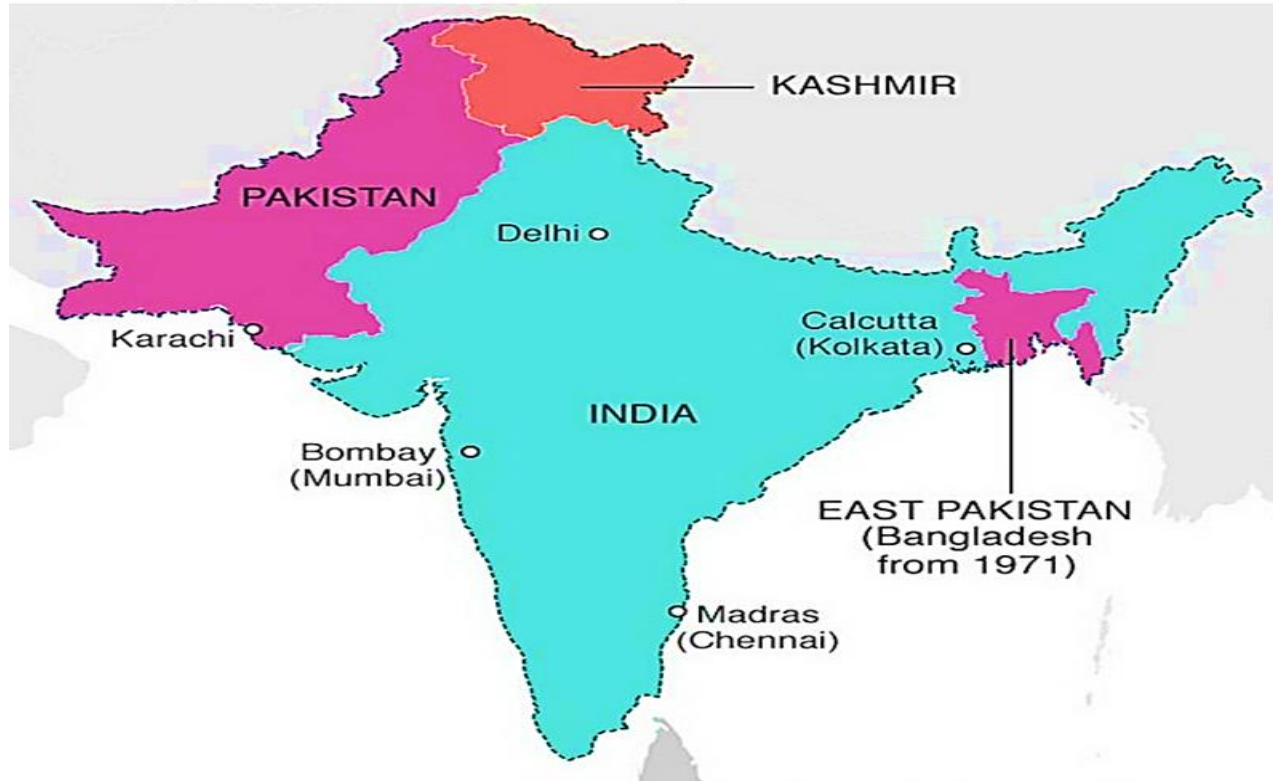 KASHMIR
PAKISTAN
Delhi
Karachi
Calcutta
(Kolkata)
INDIA
Bombay
(Mumbai)
EAST PAKISTAN
(Bangladesh
from 1971)
Madras
(Chennai)